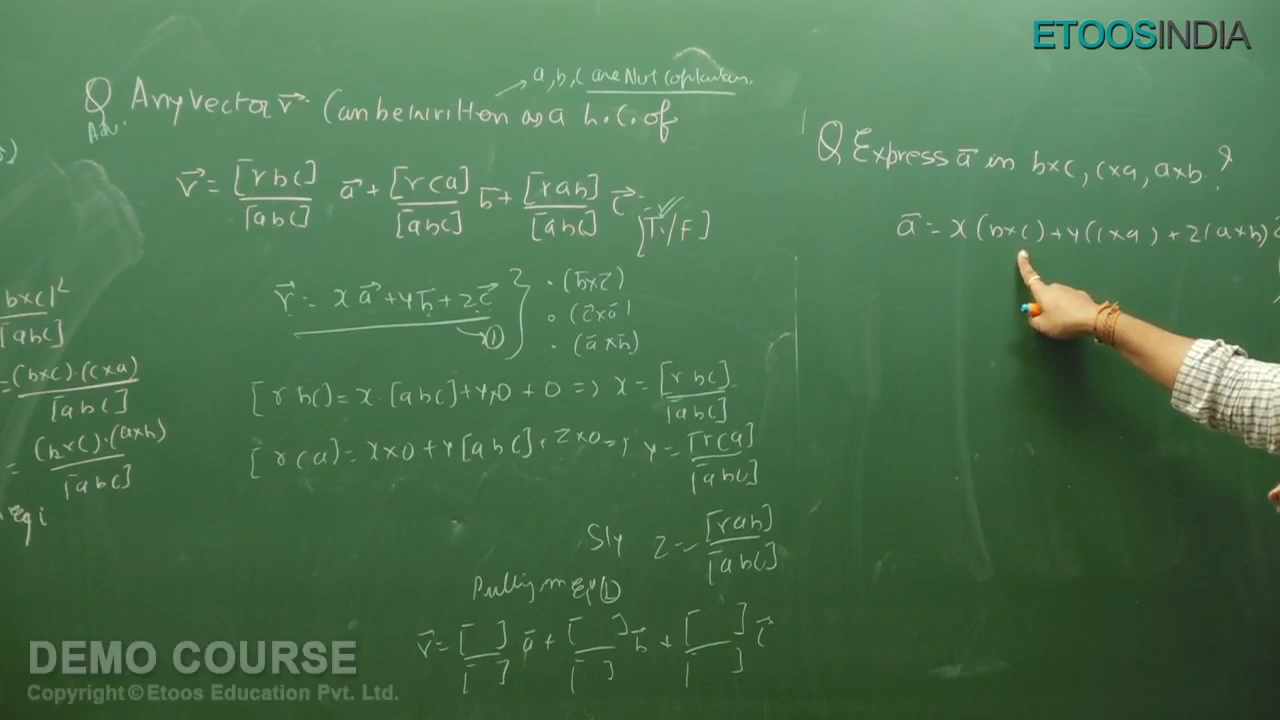 ETOOSINDIA
→ a, b, c are Not coplanar.
Q Any vector r⃗ Can be written as a l.C. of
Adv.
r⃗ = [r b c]/[a b c] a⃗ + [r c a]/[a b c] b̄ + [r a b]/[a b c] c⃗ [T/F]
r⃗ = x a⃗ + y b̄ + z c⃗ } · (b̄×c̄)
→ ① · (c̄×ā)
· (ā×b̄)
[r b c] = x·[a b c] + y×0 + 0 ⇒ x = [r b c]/[a b c]
[r c a] = x×0 + y[a b c] + z×0 ⇒ y = [r c a]/[a b c]
Sly z = [r a b]/[a b c]
Putting in Eqⁿ ①
r⃗ = [ ]/[ ] ā + [ ]/[ ] b̄ + [ ]/[ ] c⃗
b×c|²
[a b c]
= (b×c)·(c×a)/[a b c]
= (b×c)·(a×b)/[a b c]
Eq i
Q Express ā in b×c, c×a, a×b ?
ā = x(b×c) + y(c×a) + z(a×b)
DEMO COURSE
Copyright © Etoos Education Pvt. Ltd.